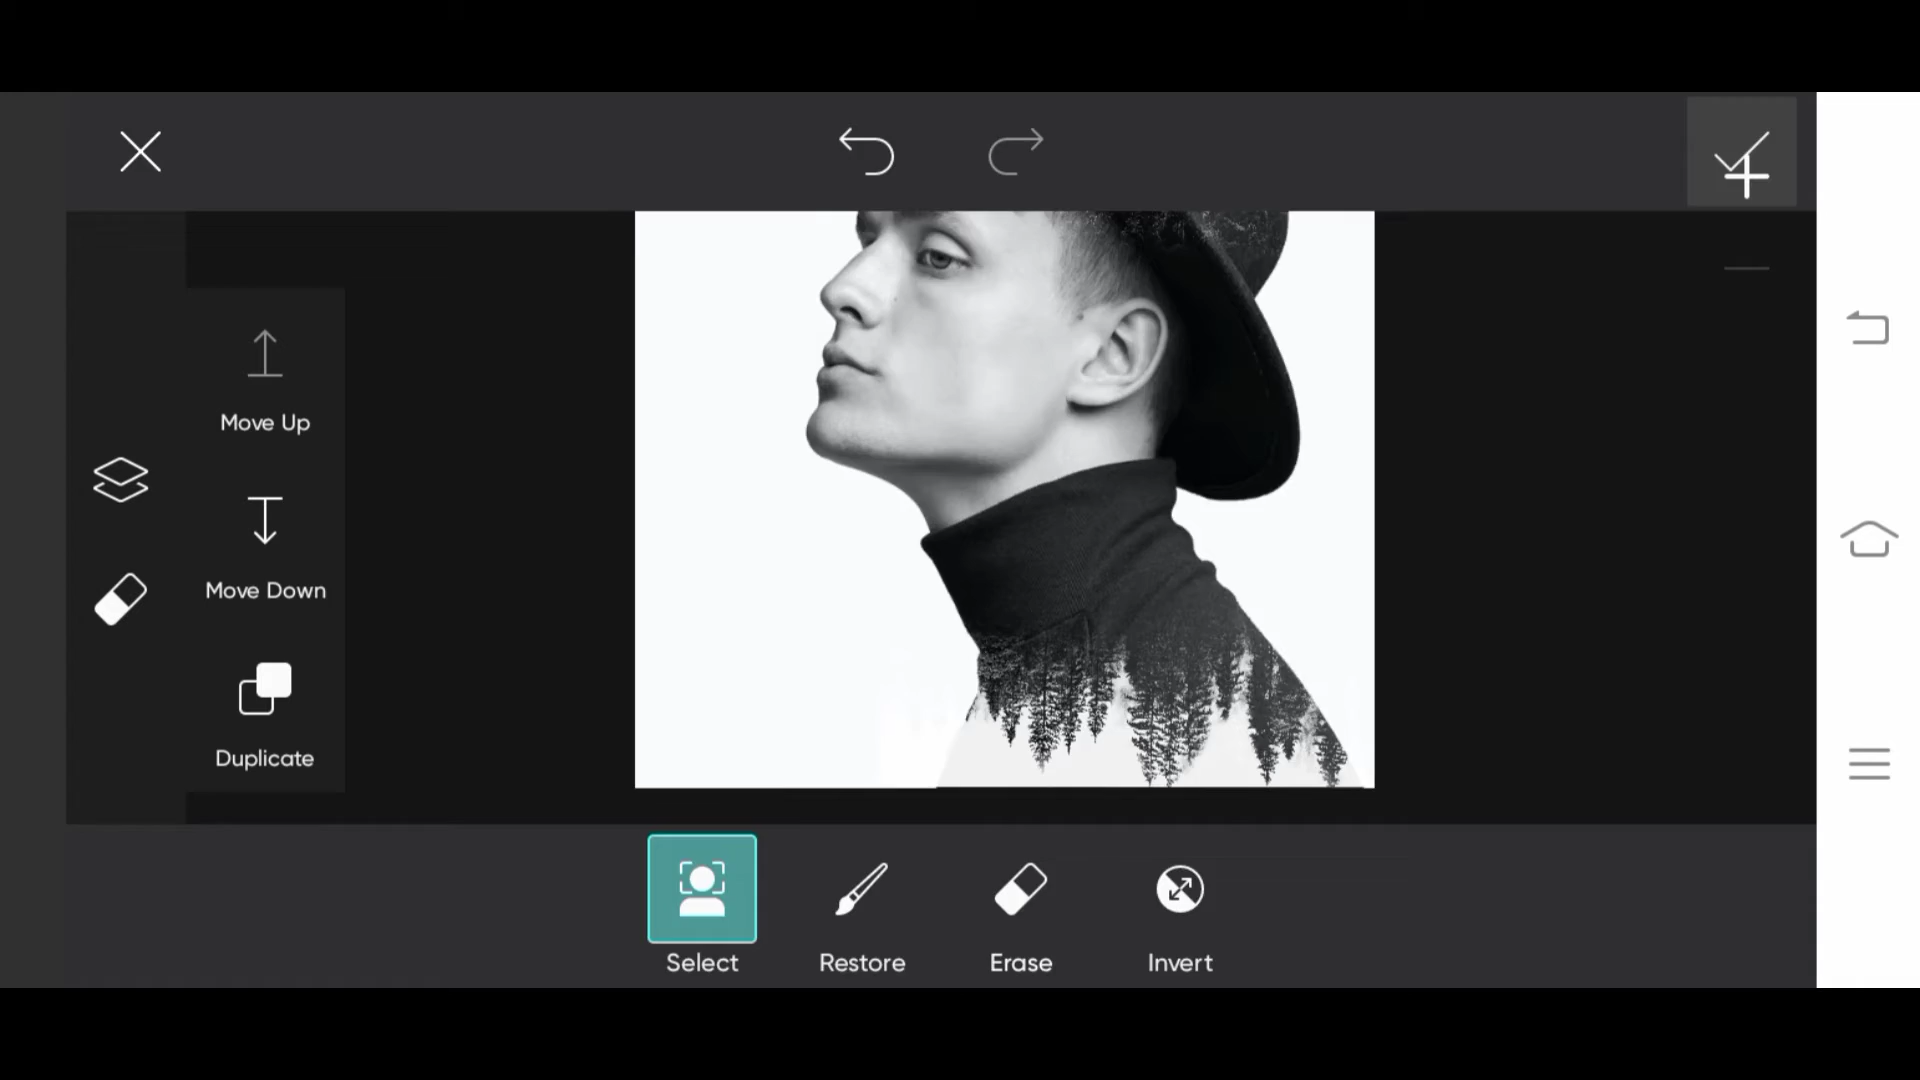 Move Up
Move Down
Duplicate
Select
Restore
Erase
Invert